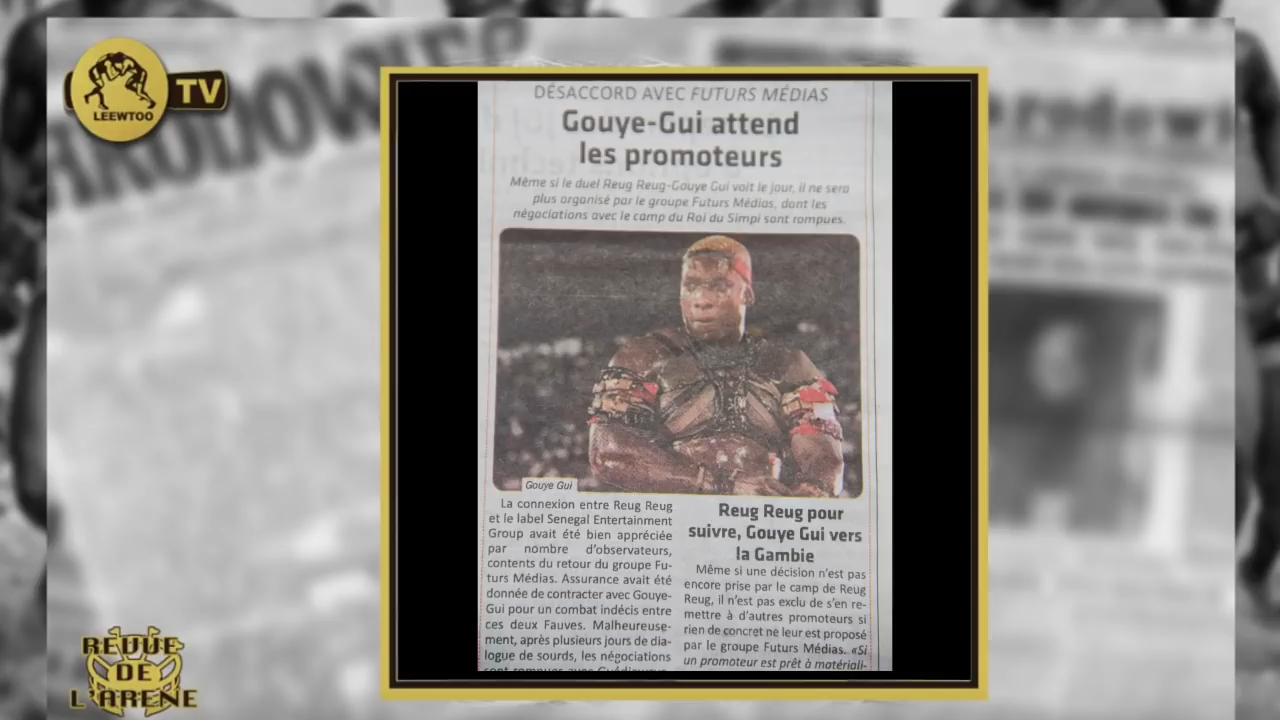 LEEWTOO
TV
DÉSACCORD AVEC FUTURS MÉDIAS
Gouye-Gui attend
les promoteurs
Même si le duel Reug Reug-Gouye Gui voit le jour, il ne sera
plus organisé par le groupe Futurs Médias, dont les
négociations avec le camp du Roi du Simpi sont rompues.
Gouye Gui
La connexion entre Reug Reug
et le label Senegal Entertainment
Group avait été bien appréciée
par nombre d'observateurs,
contents du retour du groupe Fu-
turs Médias. Assurance avait été
donnée de contracter avec Gouye-
Gui pour un combat indécis entre
ces deux Fauves. Malheureuse-
ment, après plusieurs jours de dia-
logue de sourds, les négociations
Reug Reug pour
suivre, Gouye Gui vers
la Gambie
Même si une décision n'est pas
encore prise par le camp de Reug
Reug, il n'est pas exclu de s'en re-
mettre à d'autres promoteurs si
rien de concret ne leur est proposé
par le groupe Futurs Médias. «Si
un promoteur est prêt à matériali-
REVUE
DE
L'ARENE